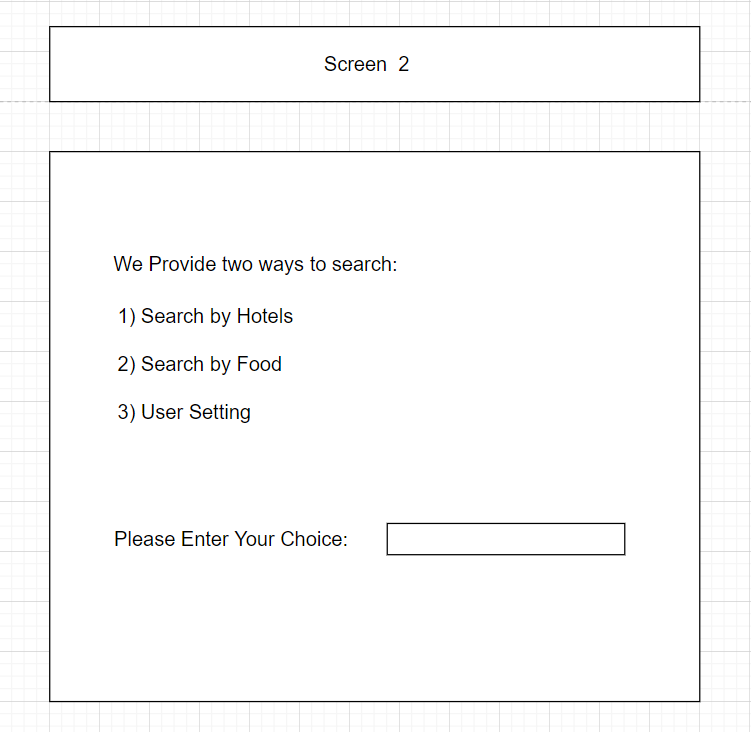 Screen 2
We Provide two ways to search:
1) Search by Hotels
2) Search by Food
3) User Setting
Please Enter Your Choice: